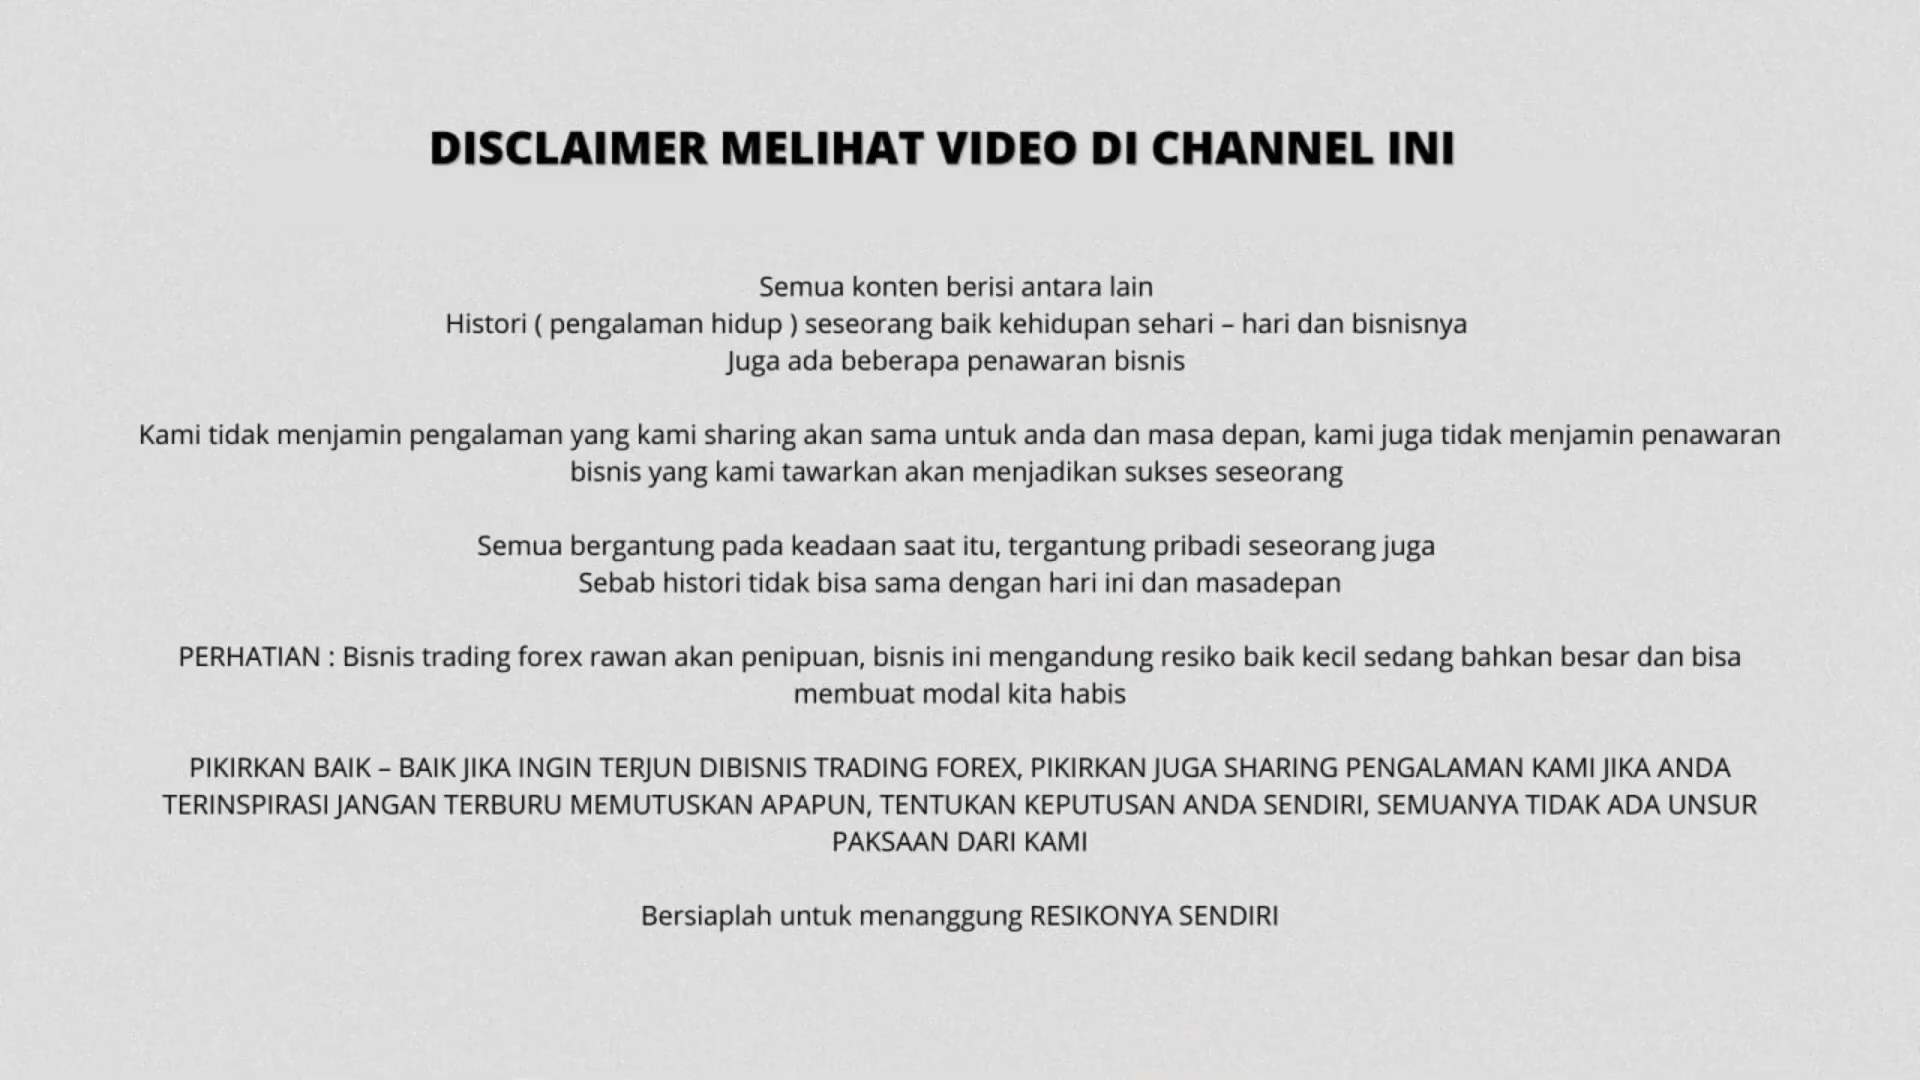 DISCLAIMER MELIHAT VIDEO DI CHANNEL INI
Semua konten berisi antara lain
Histori ( pengalaman hidup ) seseorang baik kehidupan sehari – hari dan bisnisnya
Juga ada beberapa penawaran bisnis
Kami tidak menjamin pengalaman yang kami sharing akan sama untuk anda dan masa depan, kami juga tidak menjamin penawaran
bisnis yang kami tawarkan akan menjadikan sukses seseorang
Semua bergantung pada keadaan saat itu, tergantung pribadi seseorang juga
Sebab histori tidak bisa sama dengan hari ini dan masadepan
PERHATIAN : Bisnis trading forex rawan akan penipuan, bisnis ini mengandung resiko baik kecil sedang bahkan besar dan bisa
membuat modal kita habis
PIKIRKAN BAIK – BAIK JIKA INGIN TERJUN DIBISNIS TRADING FOREX, PIKIRKAN JUGA SHARING PENGALAMAN KAMI JIKA ANDA
TERINSPIRASI JANGAN TERBURU MEMUTUSKAN APAPUN, TENTUKAN KEPUTUSAN ANDA SENDIRI, SEMUANYA TIDAK ADA UNSUR
PAKSAAN DARI KAMI
Bersiaplah untuk menanggung RESIKONYA SENDIRI